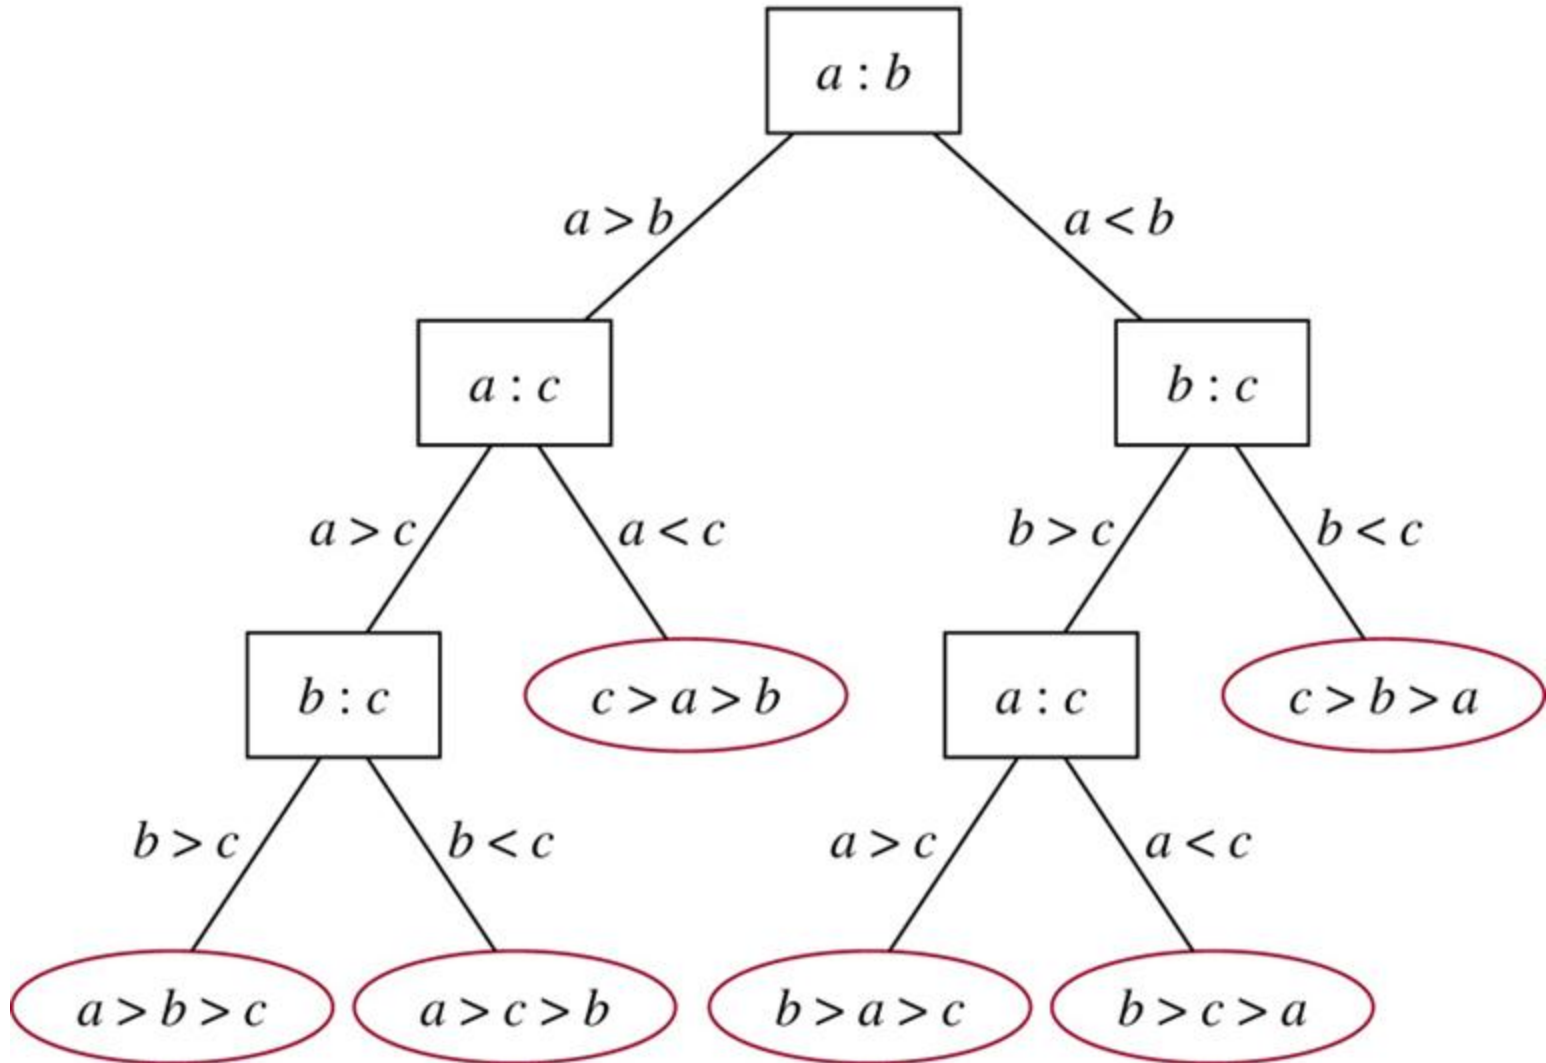 a : b
a > b
a < b
a : c
b : c
a > c
a < c
b > c
b < c
b : c
c > a > b
a : c
c > b > a
b > c
b < c
a > c
a < c
a > b > c
a > c > b
b > a > c
b > c > a